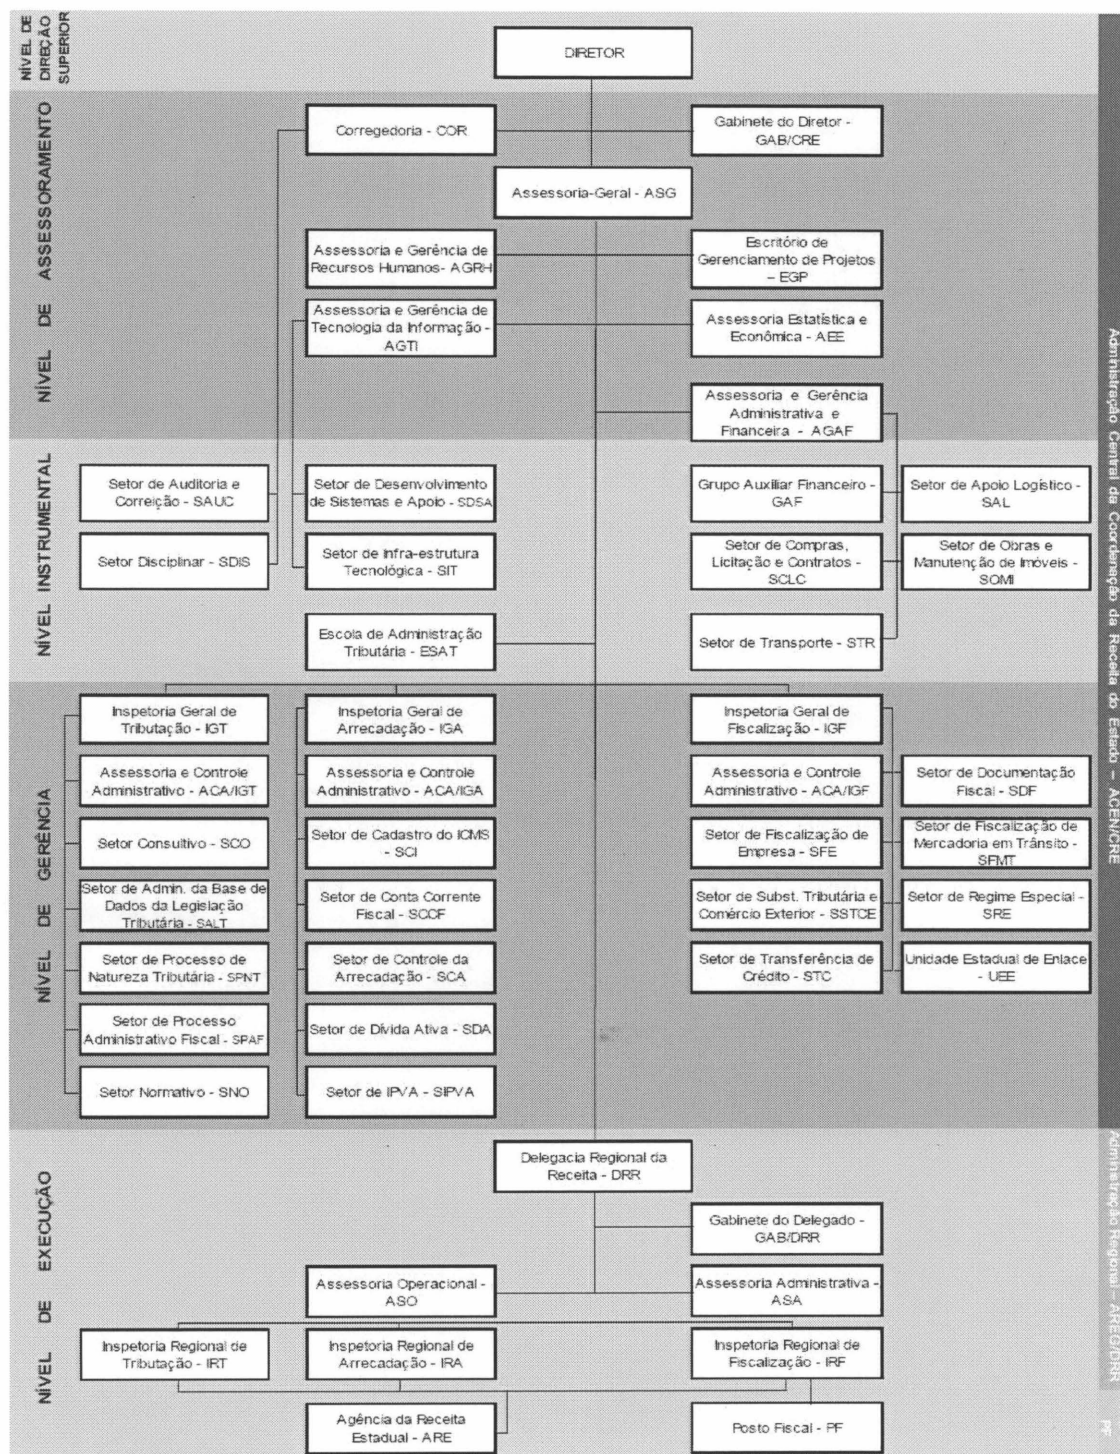 NÍVEL DE
DIREÇÃO
SUPERIOR
DIRETOR
NÍVEL DE ASSESSORAMENTO
Corregedoria - COR
Gabinete do Diretor -
GAB/CRE
Assessoria-Geral - ASG
Assessoria e Gerência de
Recursos Humanos- AGRH
Escritório de
Gerenciamento de Projetos
– EGP
Assessoria e Gerência de
Tecnologia da Informação -
AGTI
Assessoria Estatística e
Econômica - AEE
Assessoria e Gerência
Administrativa e
Financeira - AGAF
NÍVEL INSTRUMENTAL
Setor de Auditoria e
Correição - SAUC
Setor de Desenvolvimento
de Sistemas e Apoio - SDSA
Grupo Auxiliar Financeiro -
GAF
Setor de Apoio Logístico -
SAL
Setor Disciplinar - SDIS
Setor de Infra-estrutura
Tecnológica - SIT
Setor de Compras,
Licitação e Contratos -
SCLC
Setor de Obras e
Manutenção de Imóveis -
SOMI
Escola de Administração
Tributária - ESAT
Setor de Transporte - STR
NÍVEL DE GERÊNCIA
Inspetoria Geral de
Tributação - IGT
Inspetoria Geral de
Arrecadação - IGA
Inspetoria Geral de
Fiscalização - IGF
Assessoria e Controle
Administrativo - ACA/IGT
Assessoria e Controle
Administrativo - ACA/IGA
Assessoria e Controle
Administrativo - ACA/IGF
Setor de Documentação
Fiscal - SDF
Setor Consultivo - SCO
Setor de Cadastro do ICMS
- SCI
Setor de Fiscalização de
Empresa - SFE
Setor de Fiscalização de
Mercadoria em Trânsito -
SFMT
Setor de Admin. da Base de
Dados da Legislação
Tributária - SALT
Setor de Conta Corrente
Fiscal - SCCF
Setor de Subst. Tributária e
Comércio Exterior - SSTCE
Setor de Regime Especial -
SRE
Setor de Processo de
Natureza Tributária - SPNT
Setor de Controle da
Arrecadação - SCA
Setor de Transferência de
Crédito - STC
Unidade Estadual de Enlace
- UEE
Setor de Processo
Administrativo Fiscal - SPAF
Setor de Dívida Ativa - SDA
Setor Normativo - SNO
Setor de IPVA - SIPVA
NÍVEL DE EXECUÇÃO
Delegacia Regional da
Receita - DRR
Gabinete do Delegado -
GAB/DRR
Assessoria Operacional -
ASO
Assessoria Administrativa -
ASA
Inspetoria Regional de
Tributação - IRT
Inspetoria Regional de
Arrecadação - IRA
Inspetoria Regional de
Fiscalização - IRF
Agência da Receita
Estadual - ARE
Posto Fiscal - PF
Administração Central da Coordenação da Receita do Estado – ACEN/CRE
Administração Regional – AREG/DRR
PF